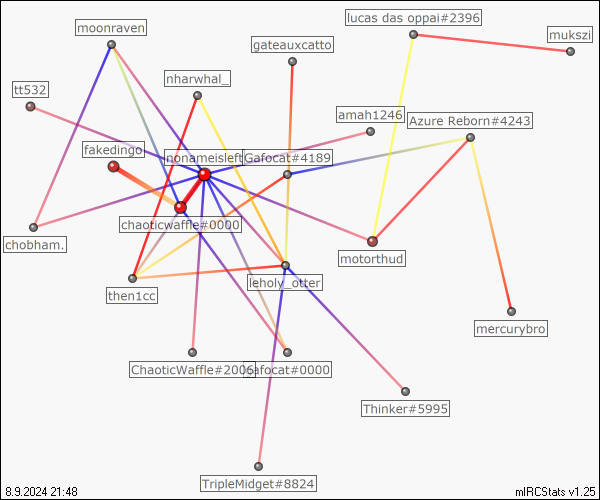 lucas das oppai#2396
moonraven
mukszi
gateauxcatto
nharwhal_
tt532
amah1246
Azure Reborn#4243
fakedingo
nonameisleft
Gafocat#4189
chaoticwaffle#0000
chobham.
motorthud
leholy_otter
then1cc
mercurybro
ChaoticWaffle#2006
Gafocat#0000
Thinker#5995
TripleMidget#8824
8.9.2024 21:48
mIRCStats v1.25